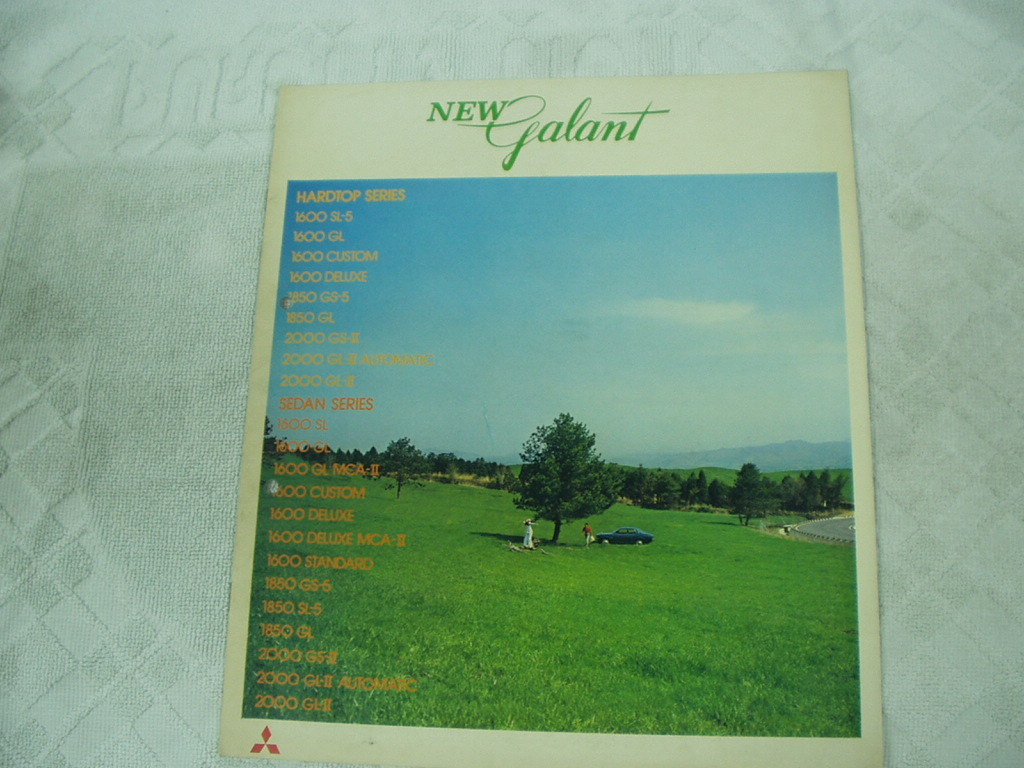 NEW Galant
HARDTOP SERIES
1600 SL-5
1600 GL
1600 CUSTOM
1600 DELUXE
1850 GS-5
1850 GL
2000 GS-II
2000 GL-II AUTOMATIC
2000 GL-II
SEDAN SERIES
1600 SL
1600 GL
1600 GL MCA-II
1600 CUSTOM
1600 DELUXE
1600 DELUXE MCA-II
1600 STANDARD
1850 GS-5
1850 SL-5
1850 GL
2000 GS-II
2000 GL-II AUTOMATIC
2000 GL-II